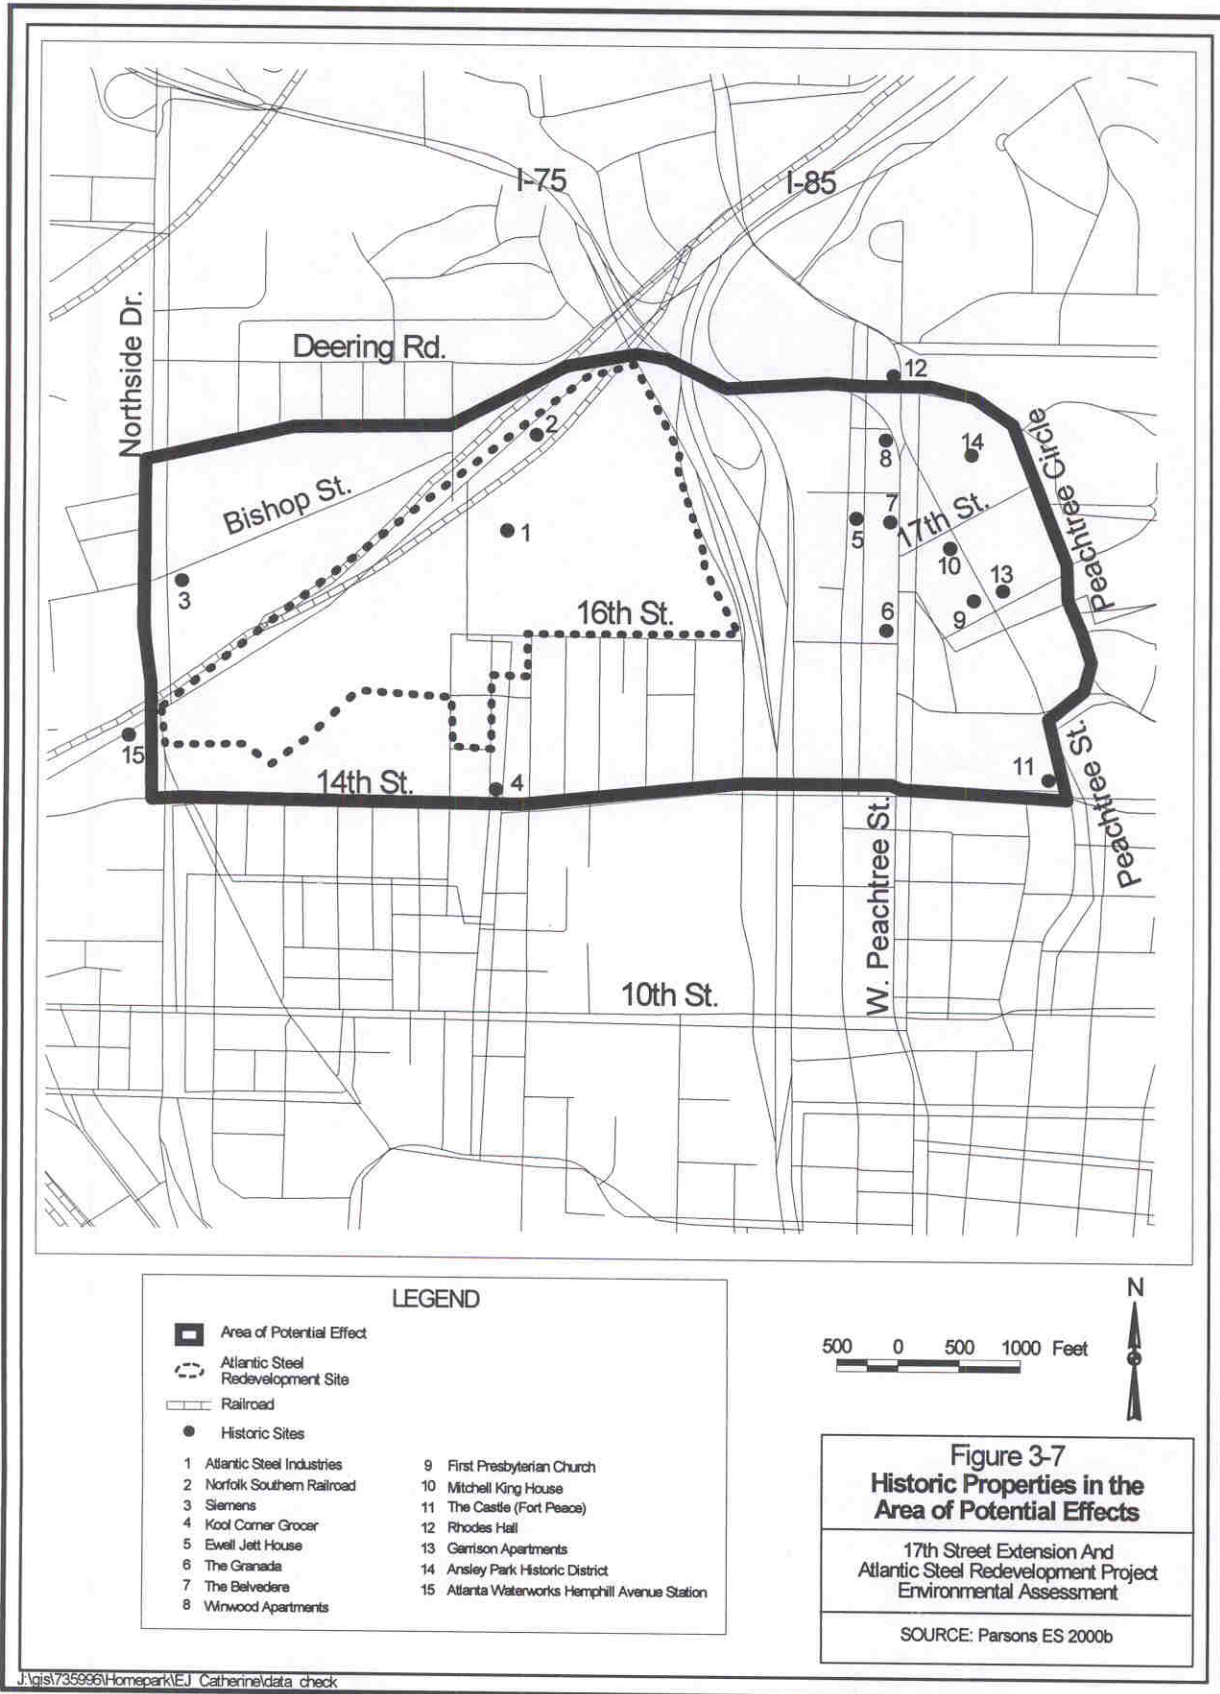 I-75
I-85
Northside Dr.
Deering Rd.
12
Peachtree Circle
2
14
8
Bishop St.
7
17th St.
1
5
10
3
13
16th St.
6
9
15
14th St.
4
11
Peachtree St.
W. Peachtree St.
10th St.
LEGEND
Area of Potential Effect
Atlantic Steel
Redevelopment Site
Railroad
Historic Sites
1 Atlantic Steel Industries
2 Norfolk Southern Railroad
3 Siemens
4 Kool Corner Grocer
5 Ewell Jett House
6 The Granada
7 The Belvedere
8 Winwood Apartments
9 First Presbyterian Church
10 Mitchell King House
11 The Castle (Fort Peace)
12 Rhodes Hall
13 Garrison Apartments
14 Ansley Park Historic District
15 Atlanta Waterworks Hemphill Avenue Station
N
500 0 500 1000 Feet
Figure 3-7
Historic Properties in the
Area of Potential Effects
17th Street Extension And
Atlantic Steel Redevelopment Project
Environmental Assessment
SOURCE: Parsons ES 2000b
J:\gis\735996\Homepark\EJ_Catherine\data_check